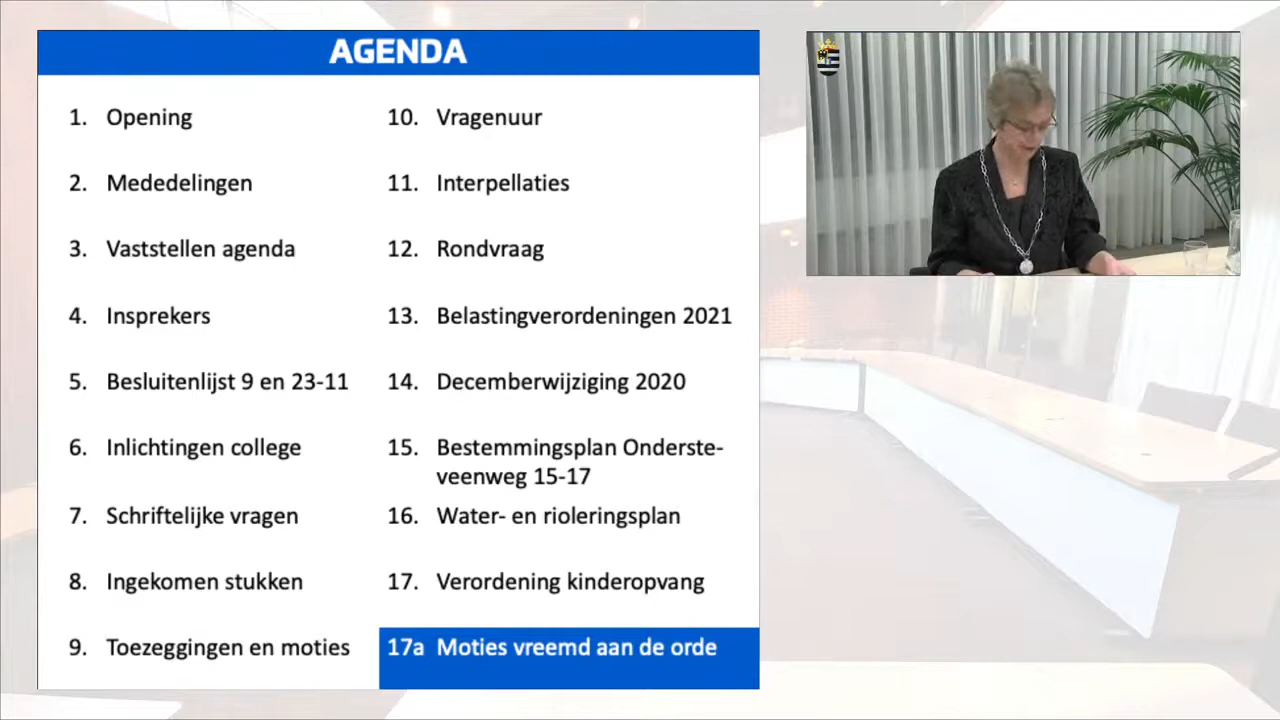 AGENDA
1. Opening
2. Mededelingen
3. Vaststellen agenda
4. Insprekers
5. Besluitenlijst 9 en 23-11
6. Inlichtingen college
7. Schriftelijke vragen
8. Ingekomen stukken
9. Toezeggingen en moties
10. Vragenuur
11. Interpellaties
12. Rondvraag
13. Belastingverordeningen 2021
14. Decemberwijziging 2020
15. Bestemmingsplan Onderste-
veenweg 15-17
16. Water- en rioleringsplan
17. Verordening kinderopvang
17a Moties vreemd aan de orde